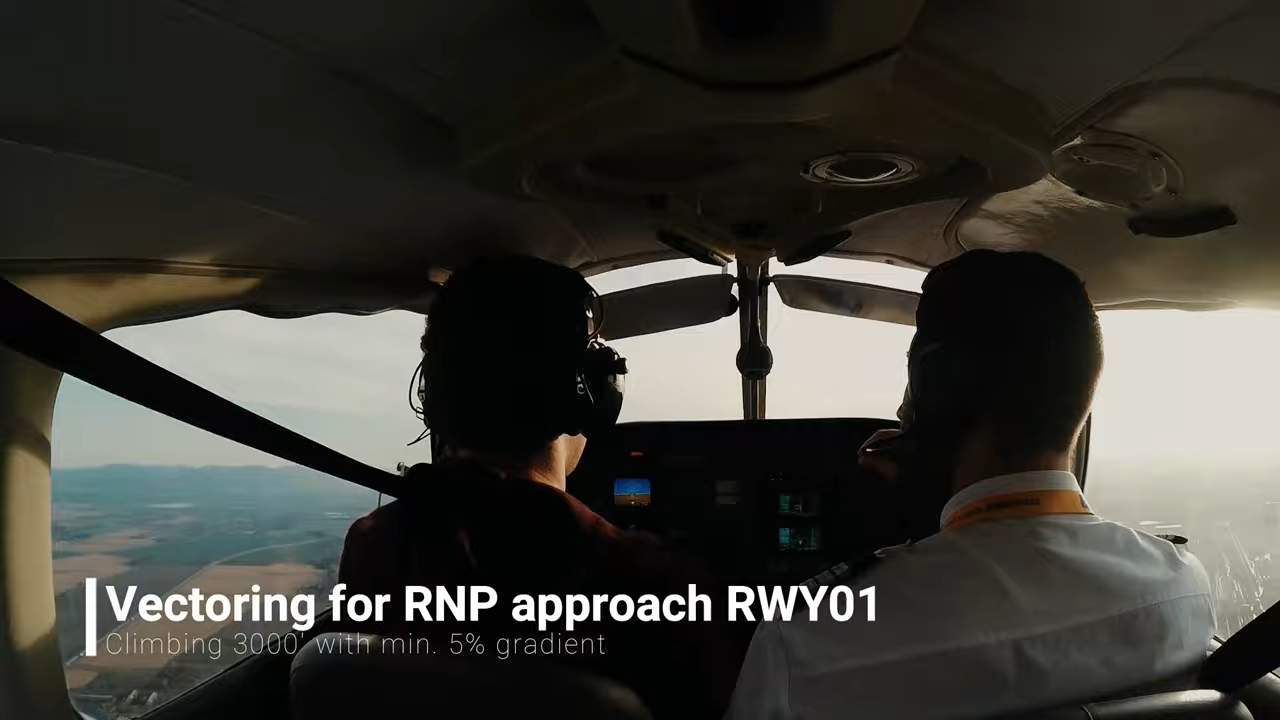 Vectoring for RNP approach RWY01
Climbing 3000' with min. 5% gradient